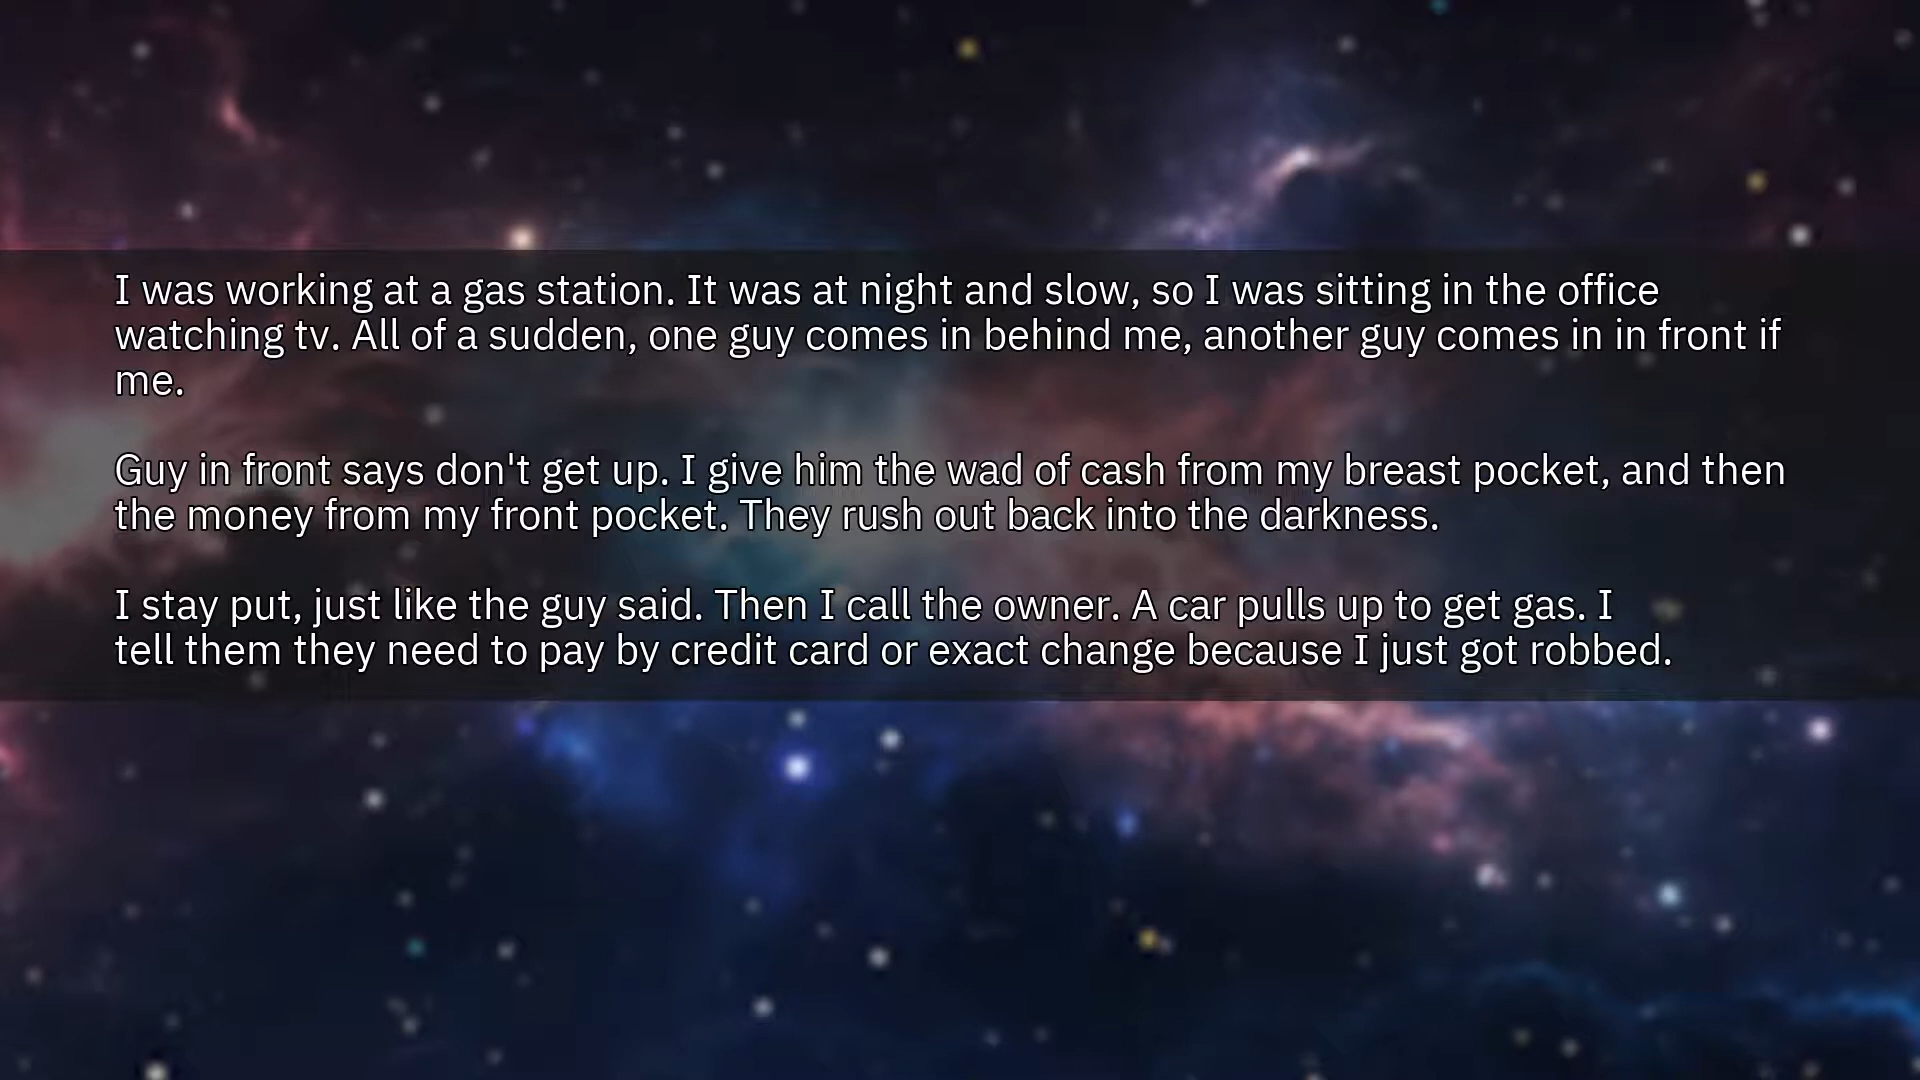 I was working at a gas station. It was at night and slow, so I was sitting in the office
watching tv. All of a sudden, one guy comes in behind me, another guy comes in in front if
me.
Guy in front says don't get up. I give him the wad of cash from my breast pocket, and then
the money from my front pocket. They rush out back into the darkness.
I stay put, just like the guy said. Then I call the owner. A car pulls up to get gas. I
tell them they need to pay by credit card or exact change because I just got robbed.